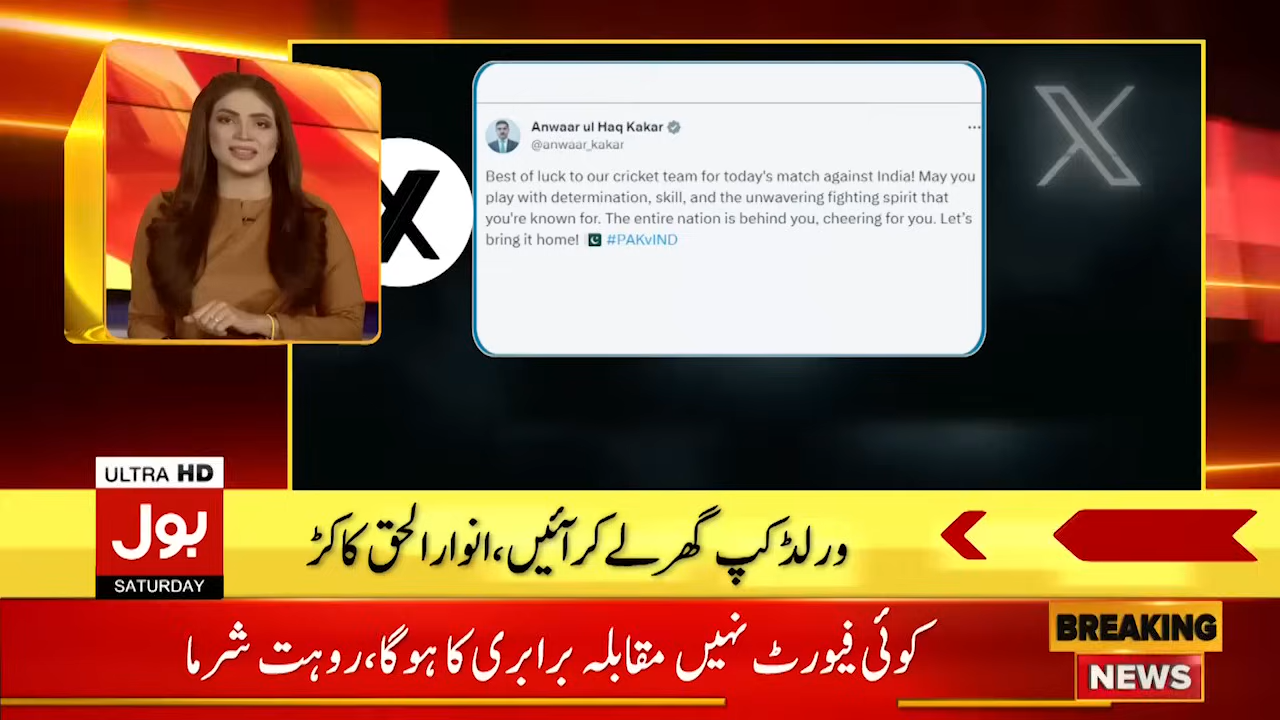 Anwaar ul Haq Kakar
@anwaar_kakar
Best of luck to our cricket team for today's match against India! May you
play with determination, skill, and the unwavering fighting spirit that
you're known for. The entire nation is behind you, cheering for you. Let's
bring it home! 🇵🇰 #PAKvIND
ULTRA HD
بول
SATURDAY
ورلڈ کپ گھر لے کر آئیں، انوار الحق کاکڑ
کوئی فیورٹ نہیں مقابلہ برابری کا ہوگا، روہت شرما
BREAKING
NEWS